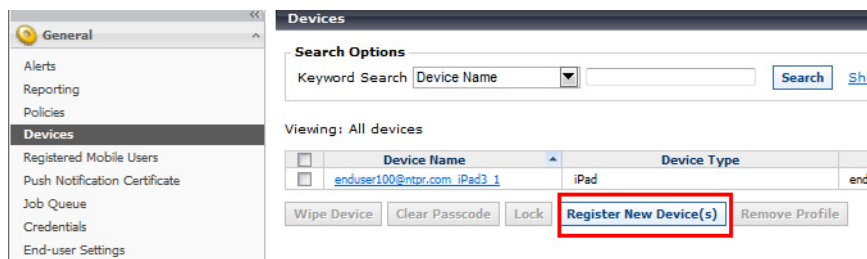 General
Alerts
Reporting
Policies
Devices
Registered Mobile Users
Push Notification Certificate
Job Queue
Credentials
End-user Settings
Devices
Search Options
Keyword Search Device Name Search Sh
Viewing: All devices
Device Name Device Type
enduser100@ntpr.com_iPad3_1 iPad end
Wipe Device Clear Passcode Lock Register New Device(s) Remove Profile